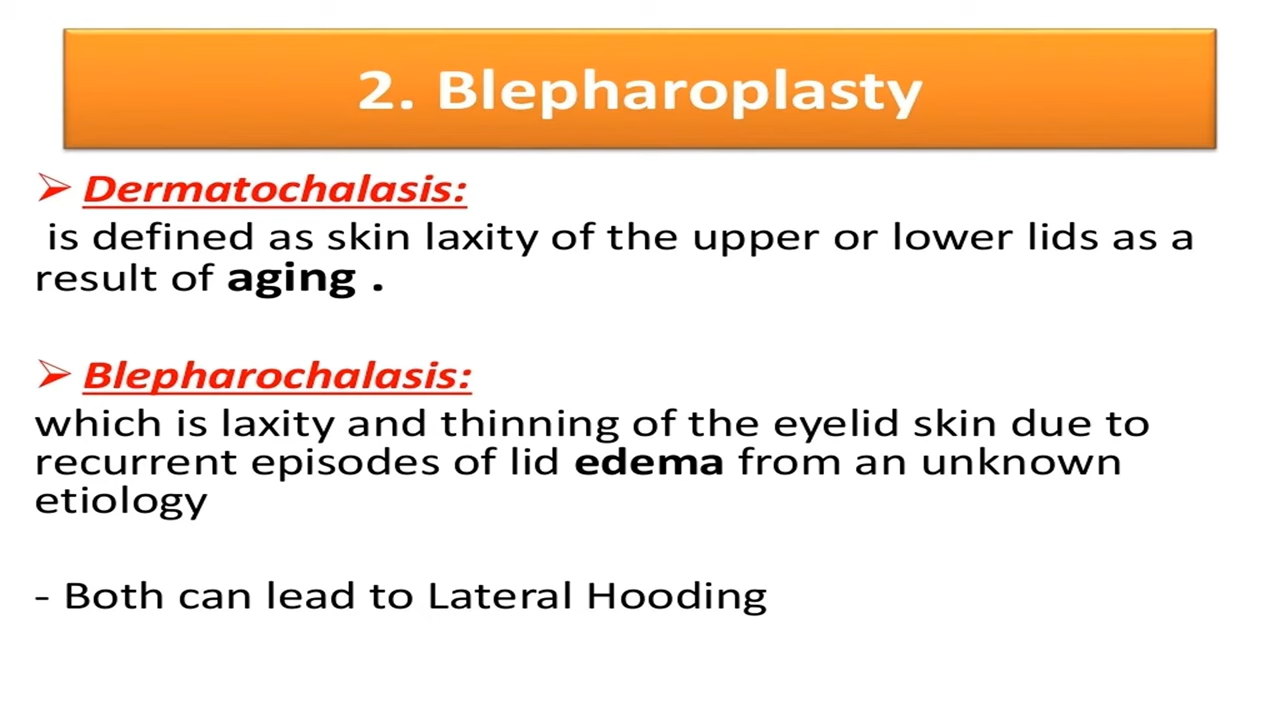 2. Blepharoplasty
➢ Dermatochalasis:
is defined as skin laxity of the upper or lower lids as a
result of aging .
➢ Blepharochalasis:
which is laxity and thinning of the eyelid skin due to
recurrent episodes of lid edema from an unknown
etiology
- Both can lead to Lateral Hooding